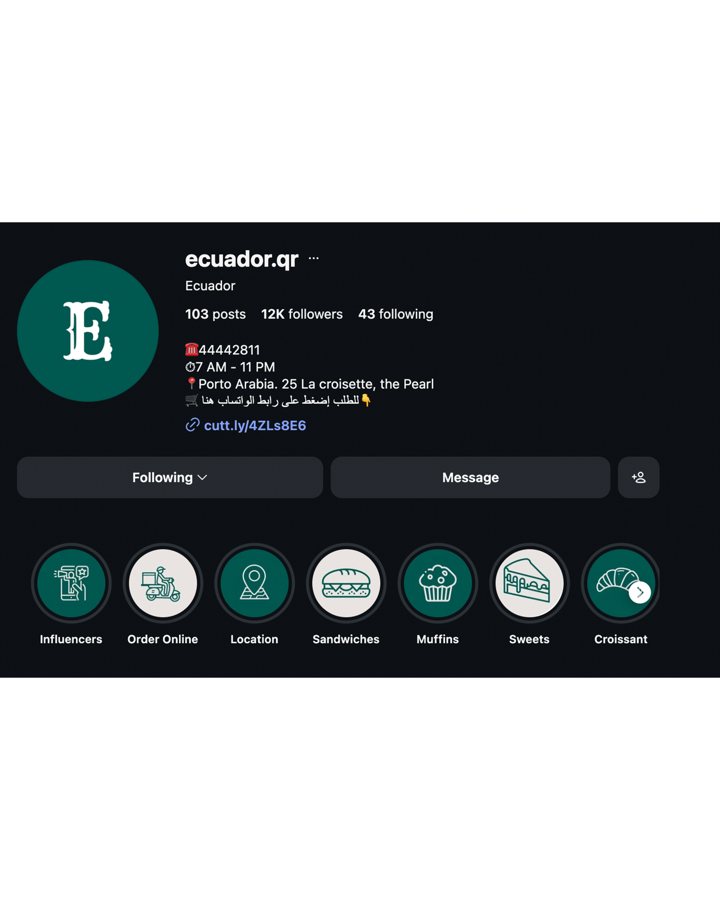 E
ecuador.qr ...
Ecuador
103 posts 12K followers 43 following
☎️44442811
⏱7 AM - 11 PM
📍Porto Arabia. 25 La croisette, the Pearl
🛒 للطلب إضغط على رابط الواتساب هنا👇
cutt.ly/4ZLs8E6
Following
Message
Influencers
Order Online
Location
Sandwiches
Muffins
Sweets
Croissant